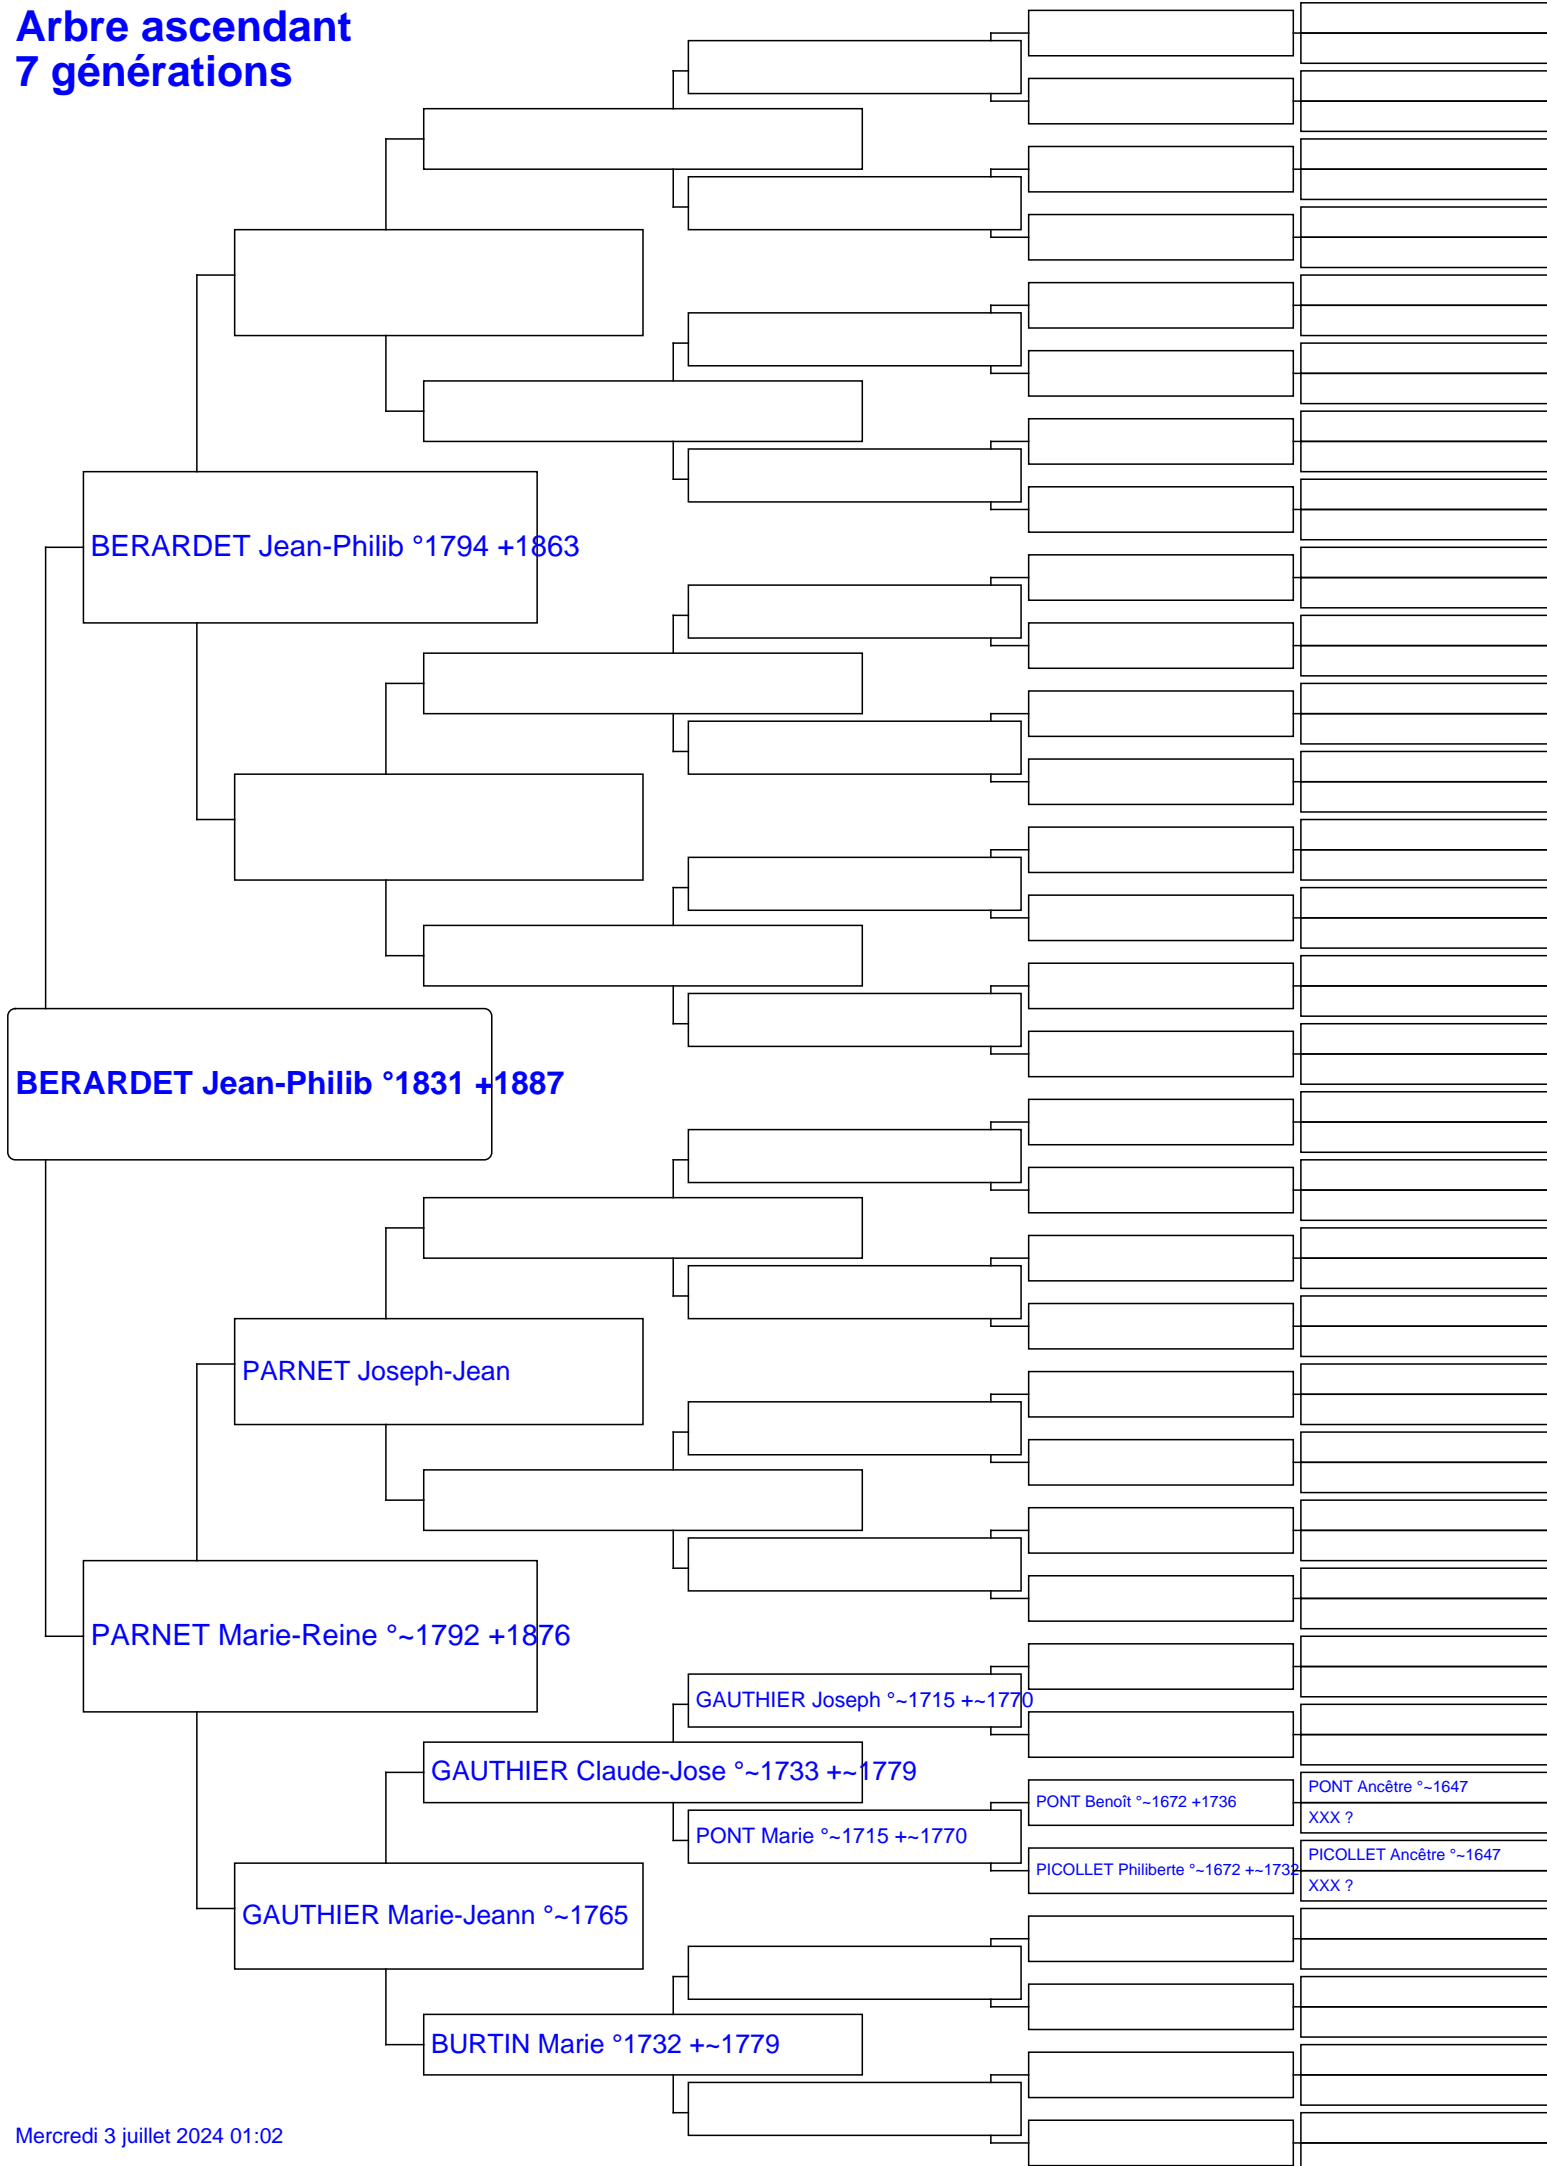 Arbre ascendant
7 générations
BERARDET Jean-Philib °1794 +1863
BERARDET Jean-Philib °1831 +1887
PARNET Joseph-Jean
PARNET Marie-Reine °~1792 +1876
GAUTHIER Joseph °~1715 +~1770
GAUTHIER Claude-Jose °~1733 +~1779
PONT Ancêtre °~1647
PONT Benoît °~1672 +1736
XXX ?
PONT Marie °~1715 +~1770
PICOLLET Ancêtre °~1647
PICOLLET Philiberte °~1672 +~1732
XXX ?
GAUTHIER Marie-Jeann °~1765
BURTIN Marie °1732 +~1779
Mercredi 3 juillet 2024 01:02